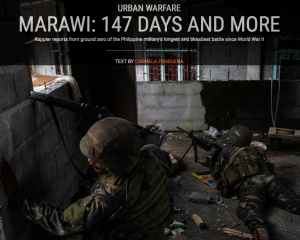 URBAN WARFARE
MARAWI: 147 DAYS AND MORE
Rappler reports from ground zero of the Philippine military's longest and bloodiest battle since World War II
TEXT BY CARMELA FONBUENA